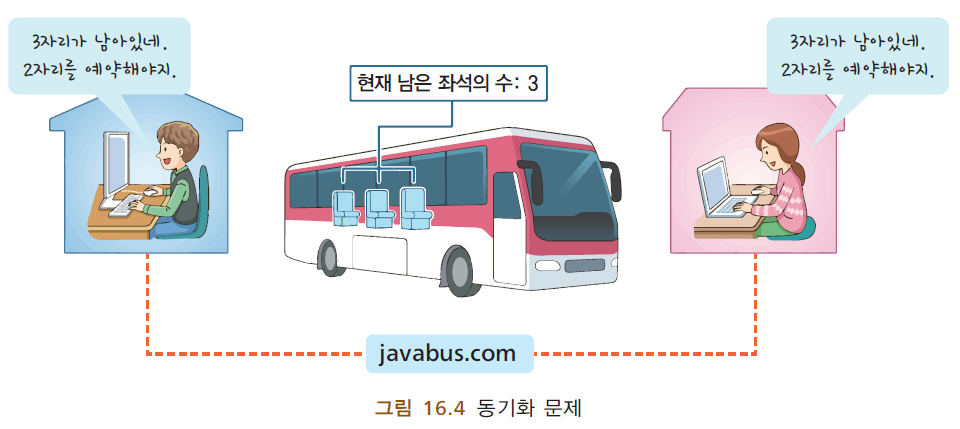 3자리가 남아있네.
2자리를 예약해야지.
3자리가 남아있네.
2자리를 예약해야지.
현재 남은 좌석의 수: 3
javabus.com
그림 16.4 동기화 문제